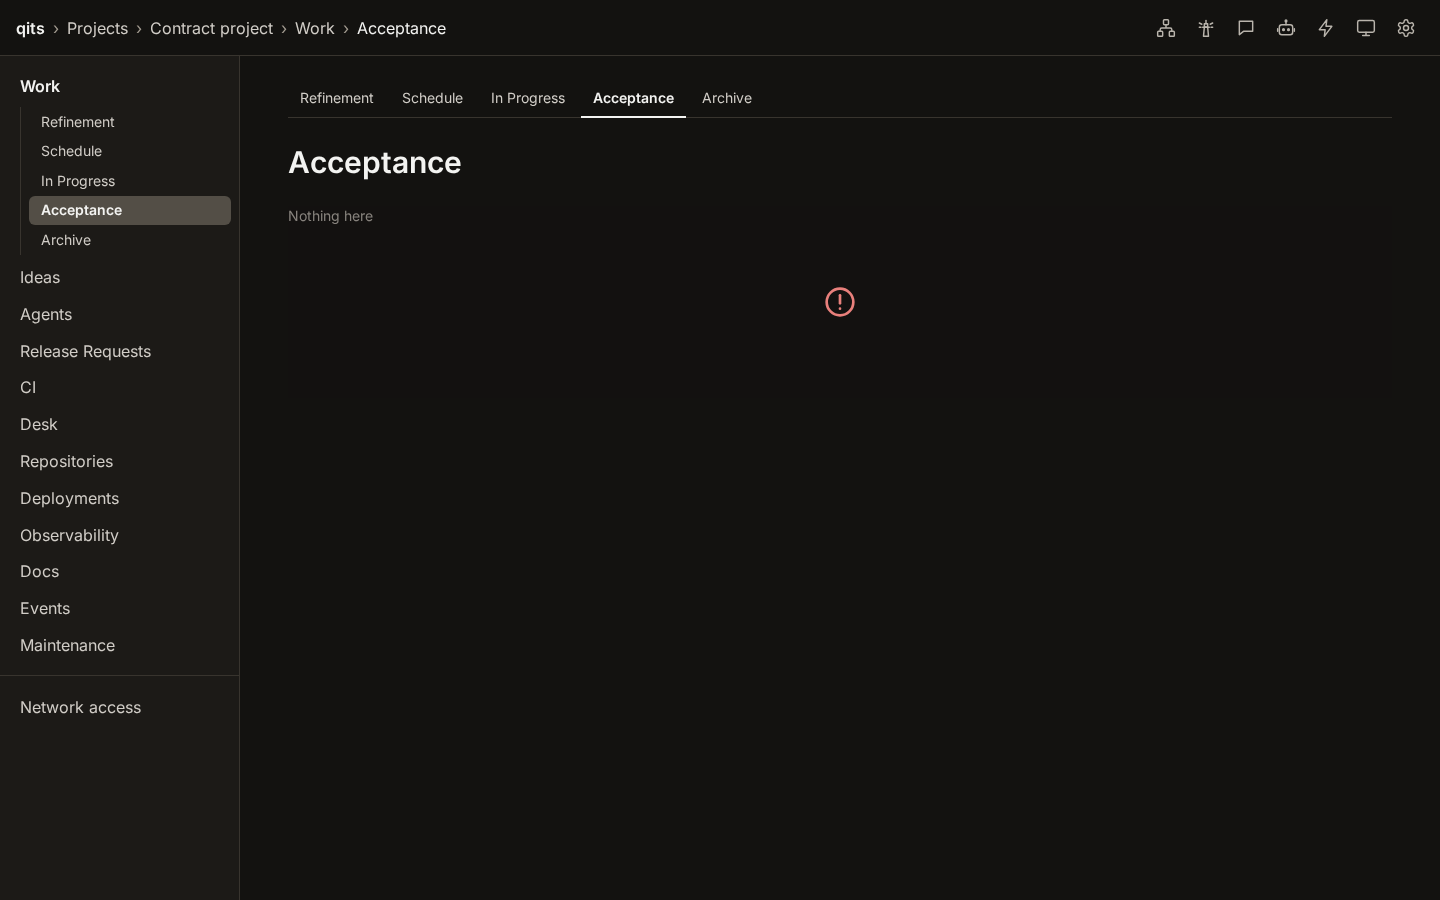 qits › Projects › Contract project › Work › Acceptance
Work
Refinement
Schedule
In Progress
Acceptance
Archive
Ideas
Agents
Release Requests
CI
Desk
Repositories
Deployments
Observability
Docs
Events
Maintenance
Network access
Refinement Schedule In Progress Acceptance Archive
Acceptance
Nothing here